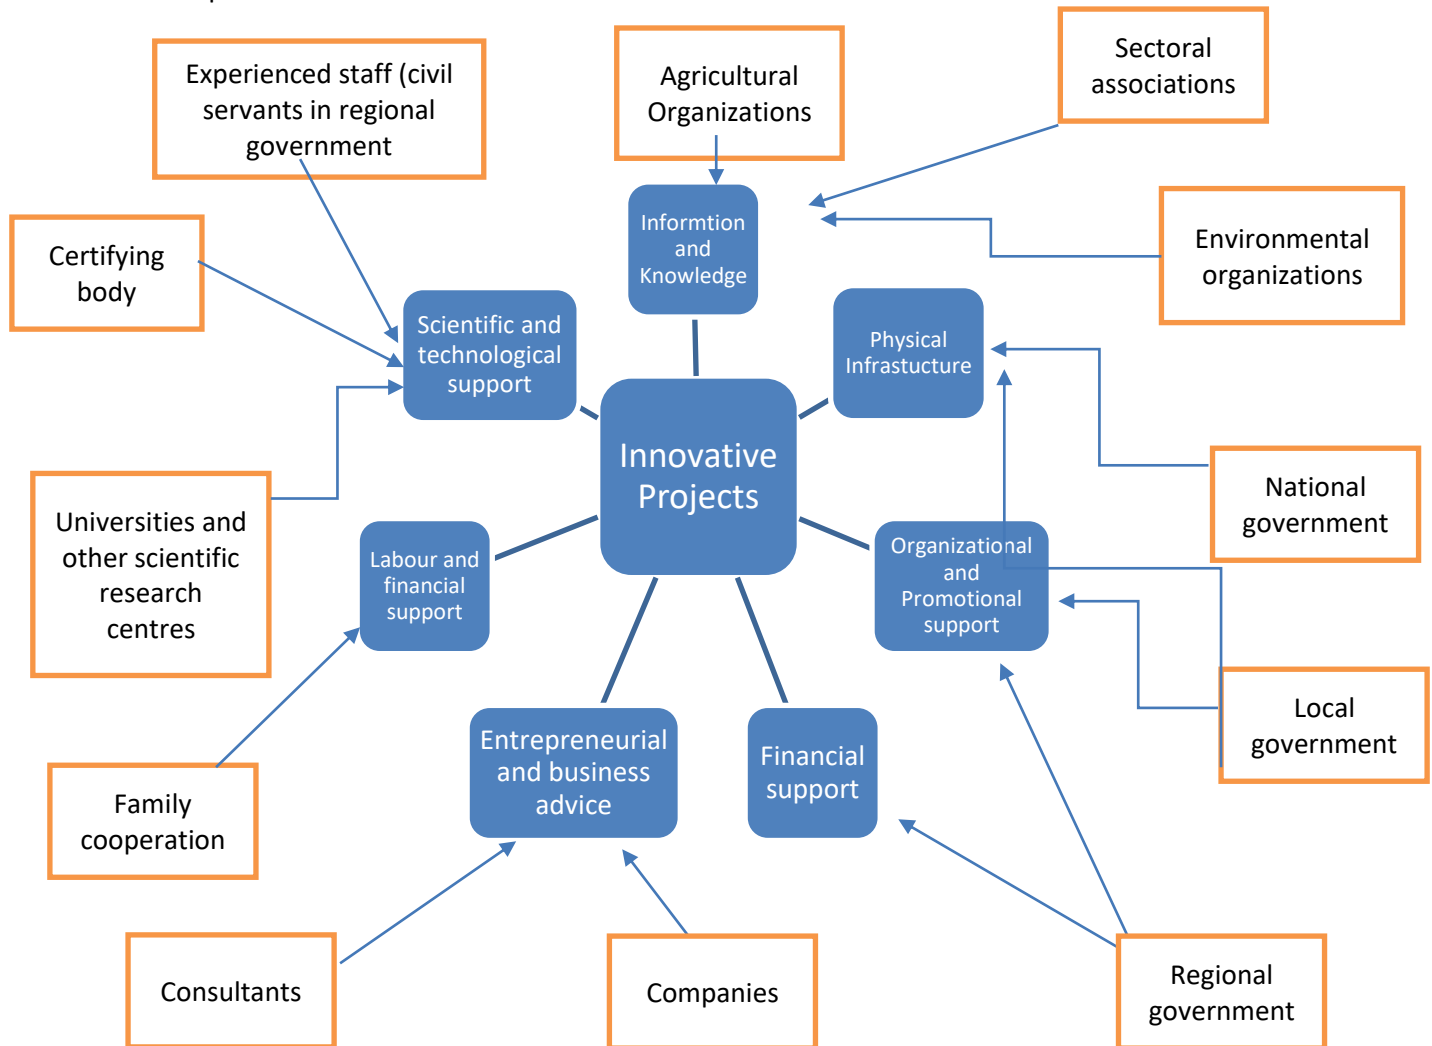 Experienced staff (civil
servants in regional
government
Agricultural
Organizations
Sectoral
associations
Certifying
body
Informtion
and
Knowledge
Environmental
organizations
Scientific and
technological
support
Physical
Infrastucture
Innovative
Projects
Universities and
other scientific
research
centres
Labour and
financial
support
Organizational
and
Promotional
support
National
government
Local
government
Family
cooperation
Entrepreneurial
and business
advice
Financial
support
Consultants
Companies
Regional
government